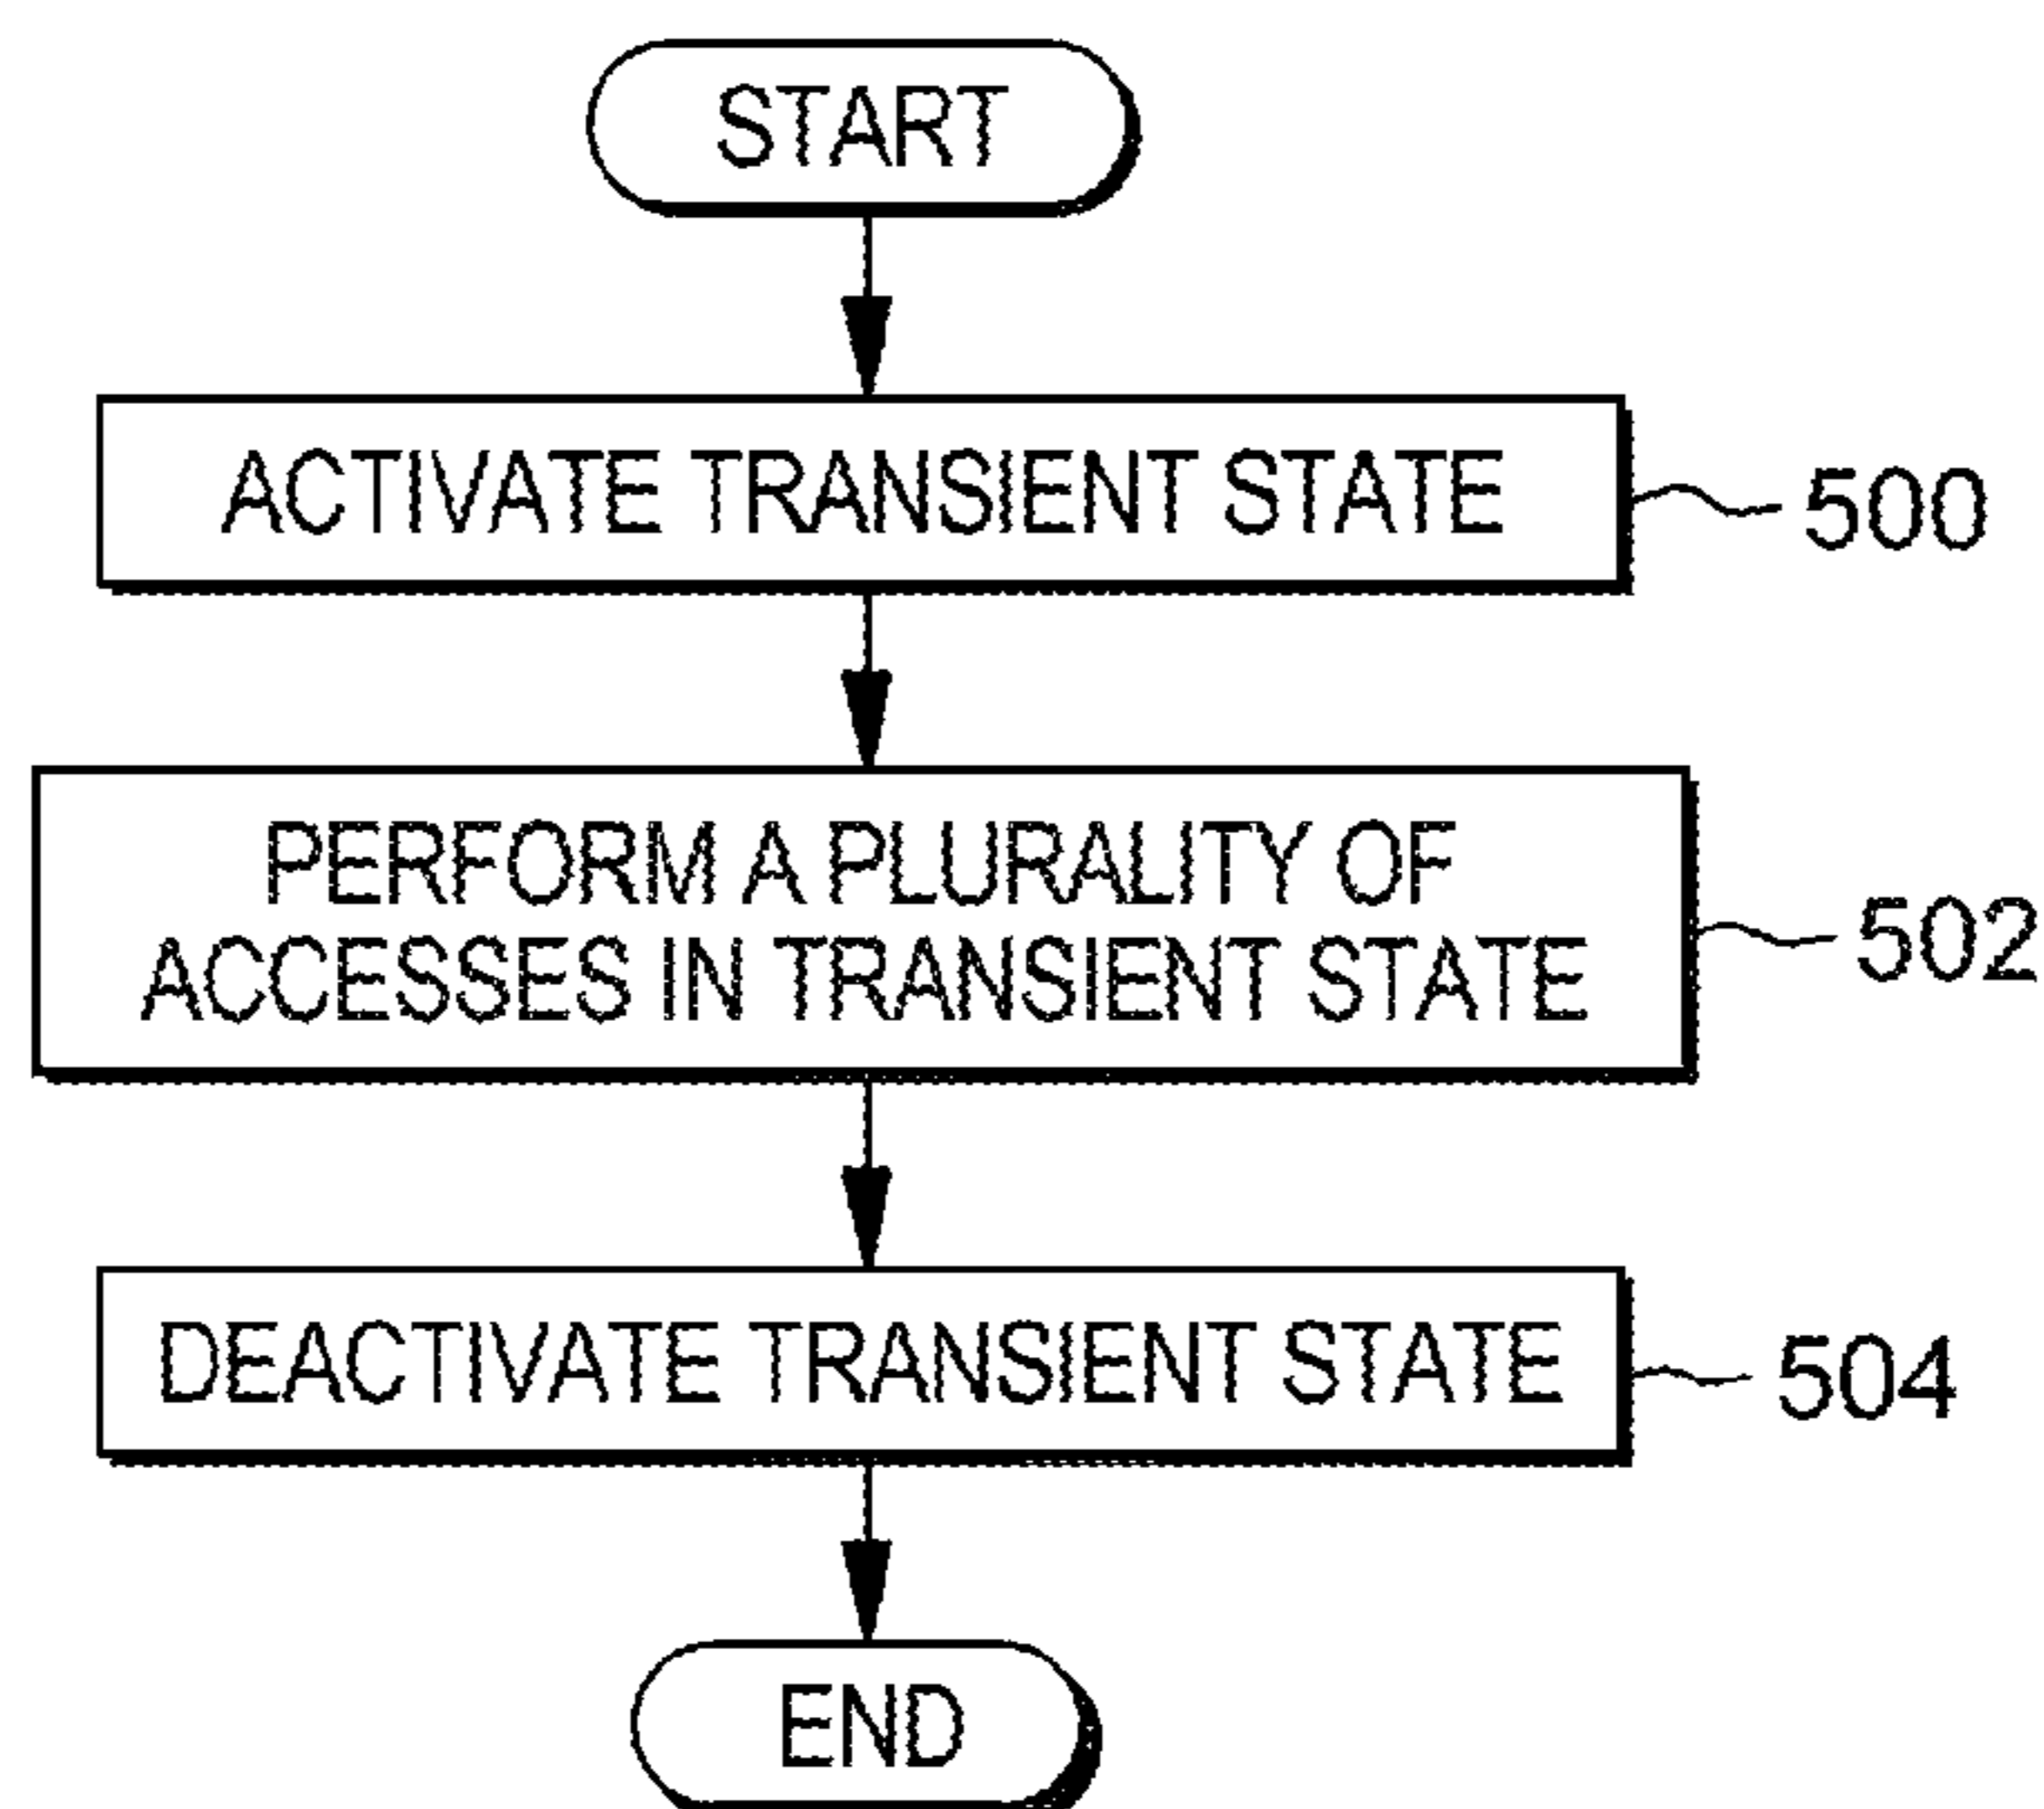 START
ACTIVATE TRANSIENT STATE
500
PERFORM A PLURALITY OF
ACCESSES IN TRANSIENT STATE
502
DEACTIVATE TRANSIENT STATE
504
END